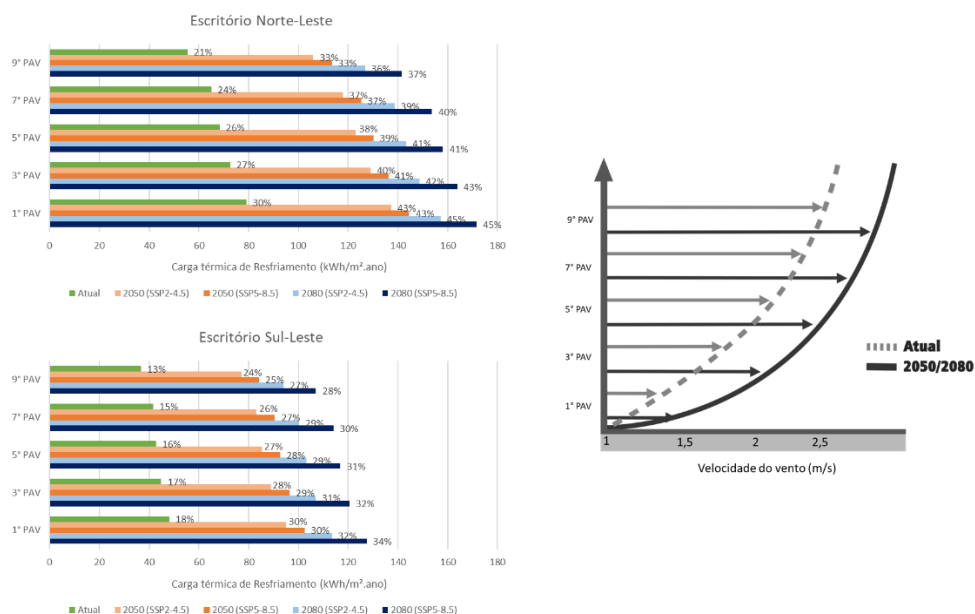 Escritório Norte-Leste
9° PAV
21%
33%
33%
36%
37%
7° PAV
24%
37%
37%
39%
40%
5° PAV
26%
38%
39%
41%
41%
3° PAV
27%
40%
41%
42%
43%
1° PAV
30%
43%
43%
45%
45%
0 20 40 60 80 100 120 140 160 180
Carga térmica de Resfriamento (kWh/m².ano)
Atual 2050 (SSP2-4.5) 2050 (SSP5-8.5) 2080 (SSP2-4.5) 2080 (SSP5-8.5)
Escritório Sul-Leste
9° PAV
13%
24%
25%
27%
28%
7° PAV
15%
26%
27%
29%
30%
5° PAV
16%
27%
28%
29%
31%
3° PAV
17%
28%
29%
31%
32%
1° PAV
18%
30%
30%
32%
34%
0 20 40 60 80 100 120 140 160 180
Carga térmica de Resfriamento (kWh/m².ano)
Atual 2050 (SSP2-4.5) 2050 (SSP5-8.5) 2080 (SSP2-4.5) 2080 (SSP5-8.5)
9° PAV
7° PAV
5° PAV
3° PAV
1° PAV
Atual
2050/2080
1 1,5 2 2,5
Velocidade do vento (m/s)